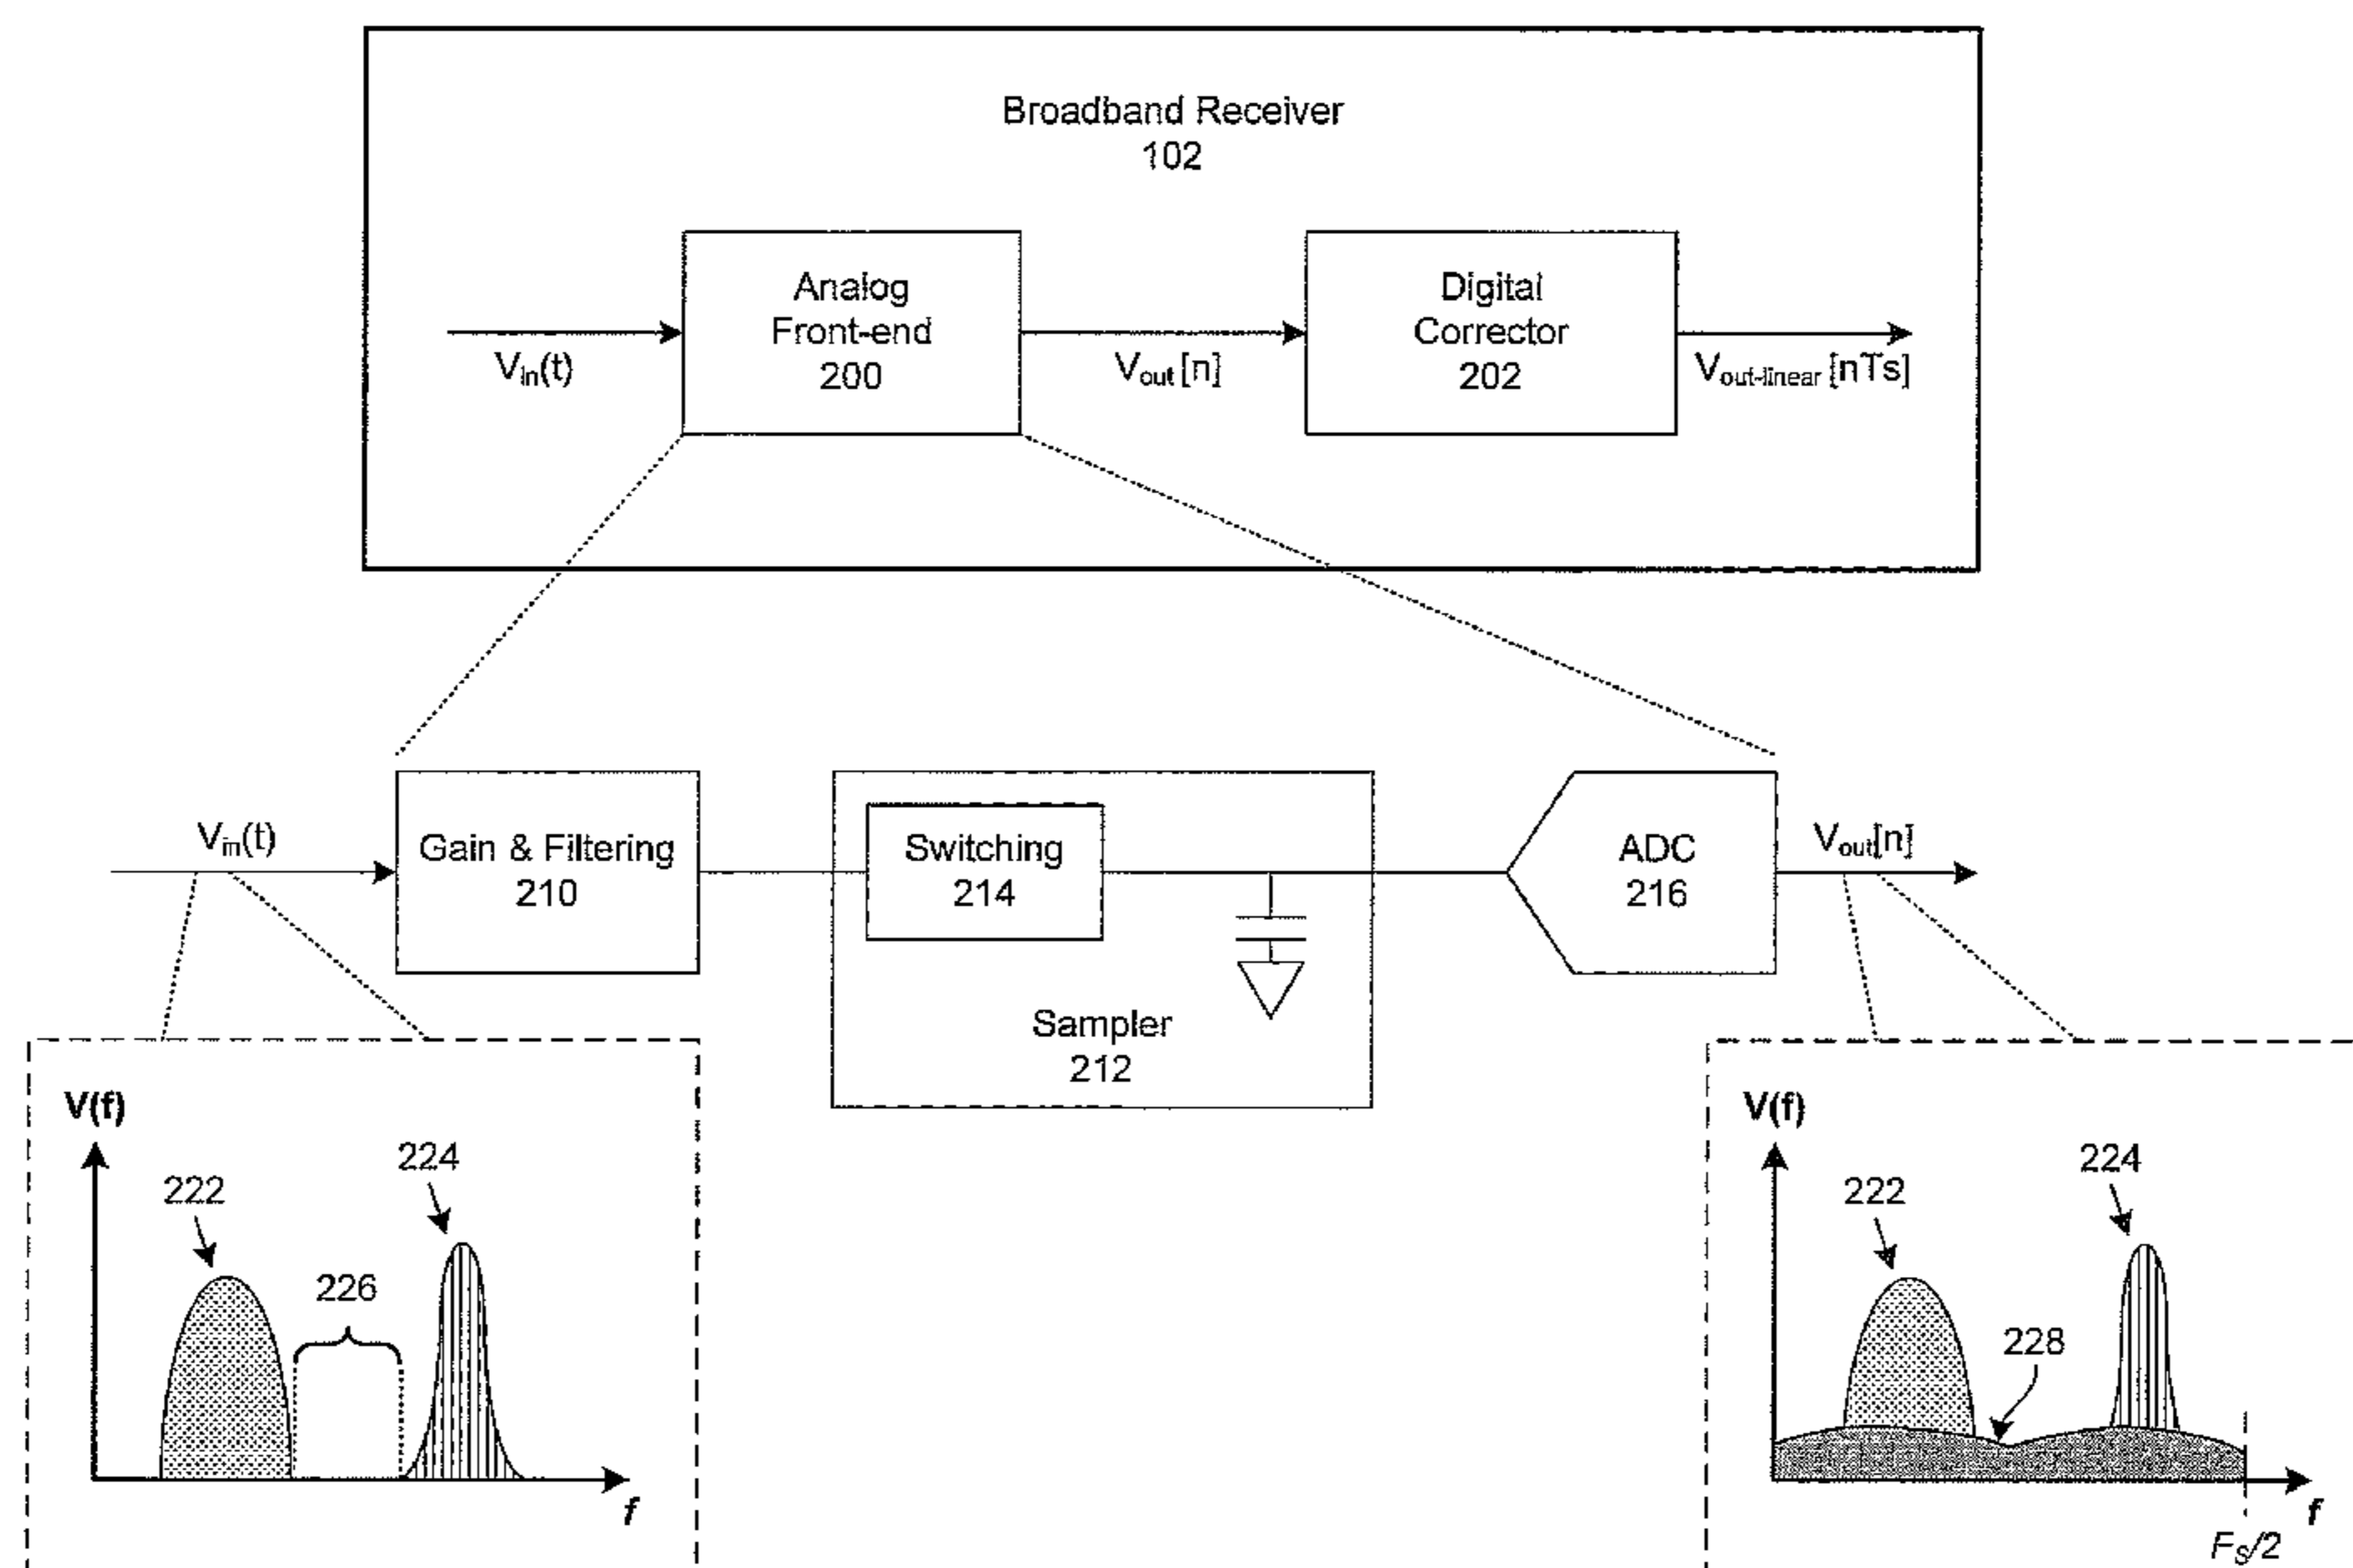 Broadband Receiver
102
Analog
Front-end
200
Digital
Corrector
202
Vin(t)
Vout [n]
Vout-linear [nTs]
Vin(t)
Gain & Filtering
210
Switching
214
Sampler
212
ADC
216
Vout[n]
V(f)
222
224
226
f
V(f)
222
224
228
f
FS/2